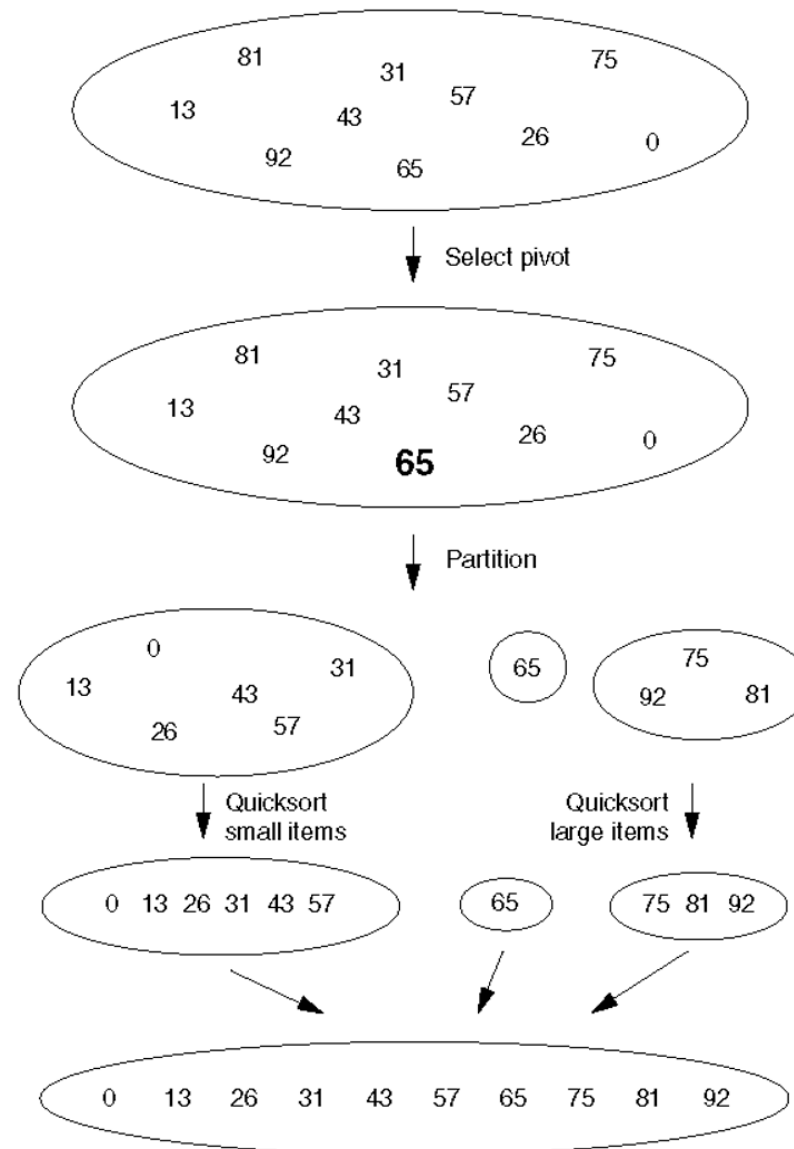 81 31 75
13 43 57
92 65 26 0
Select pivot
81 31 75
13 43 57
92 65 26 0
Partition
0 31
13 43
26 57
65
75
92 81
Quicksort
small items
Quicksort
large items
0 13 26 31 43 57
65
75 81 92
0 13 26 31 43 57 65 75 81 92